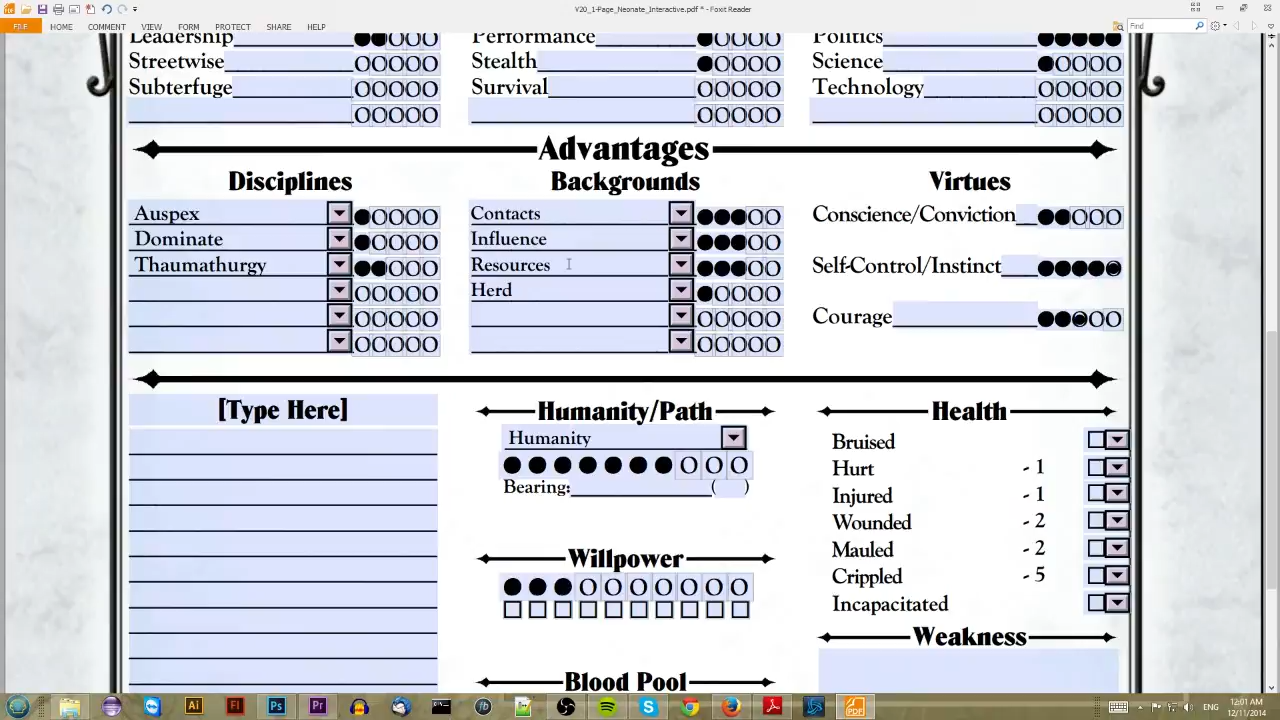 V20_1-Page_Neonate_Interactive.pdf * - Foxit Reader
FILE HOME COMMENT VIEW FORM PROTECT SHARE HELP
Find
Leadership Performance Politics
Streetwise Stealth Science
Subterfuge Survival Technology
Advantages
Disciplines Backgrounds Virtues
Auspex Contacts Conscience/Conviction
Dominate Influence
Thaumathurgy Resources Self-Control/Instinct
Herd
Courage
[Type Here] Humanity/Path Health
Humanity Bruised
Hurt - 1
Bearing: ( ) Injured - 1
Wounded - 2
Willpower Mauled - 2
Crippled - 5
Incapacitated
Weakness
Blood Pool
ENG 12:01 AM
12/11/2014